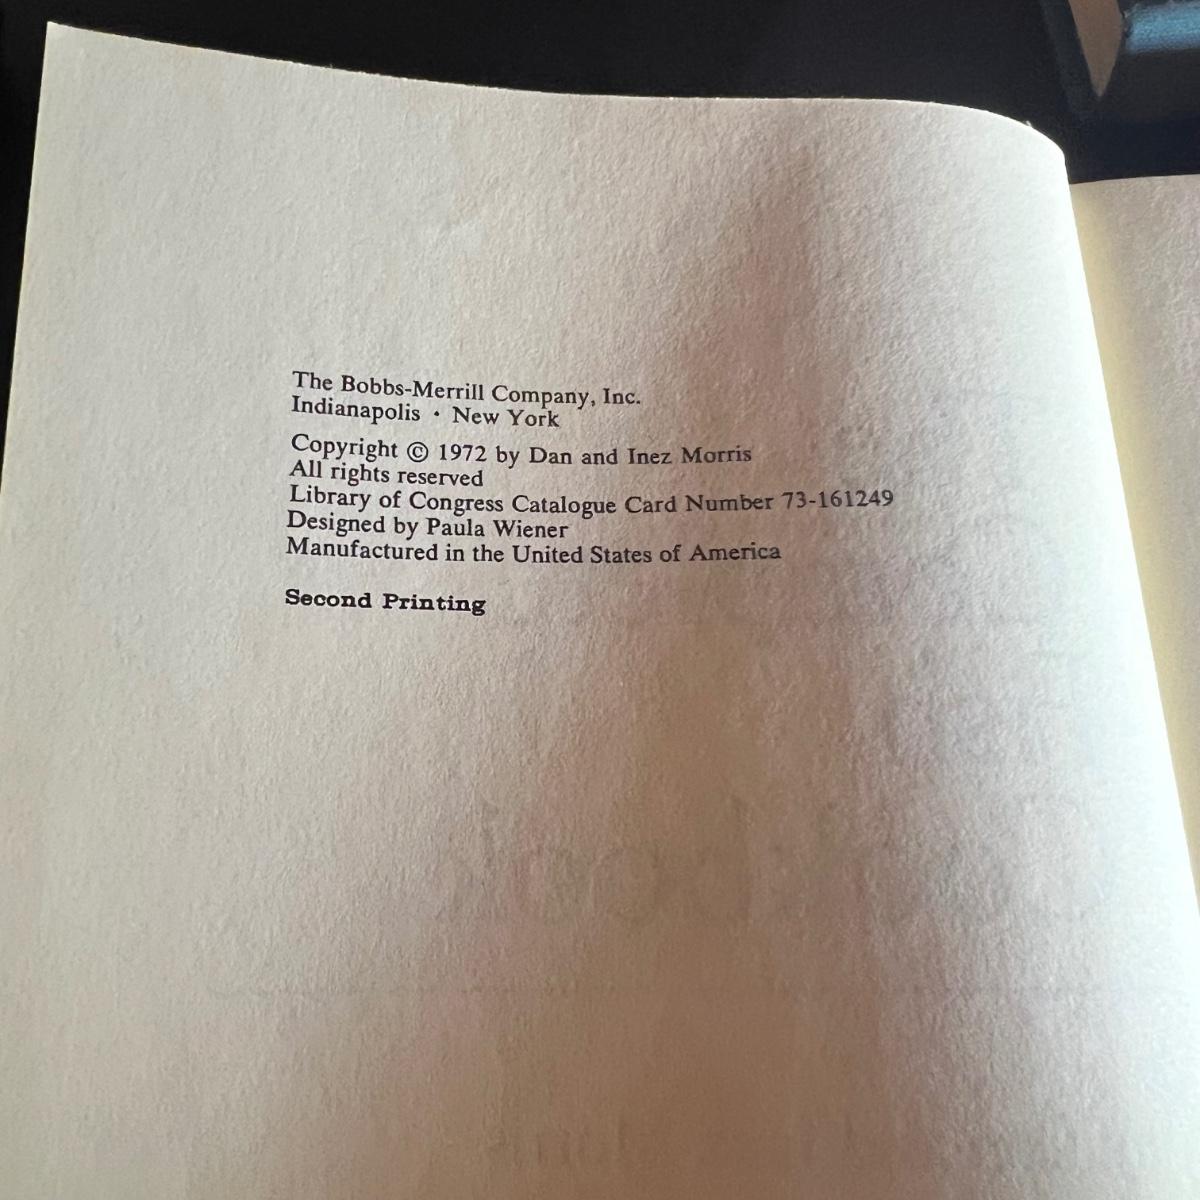 The Bobbs-Merrill Company, Inc.
Indianapolis • New York
Copyright © 1972 by Dan and Inez Morris
All rights reserved
Library of Congress Catalogue Card Number 73-161249
Designed by Paula Wiener
Manufactured in the United States of America
Second Printing